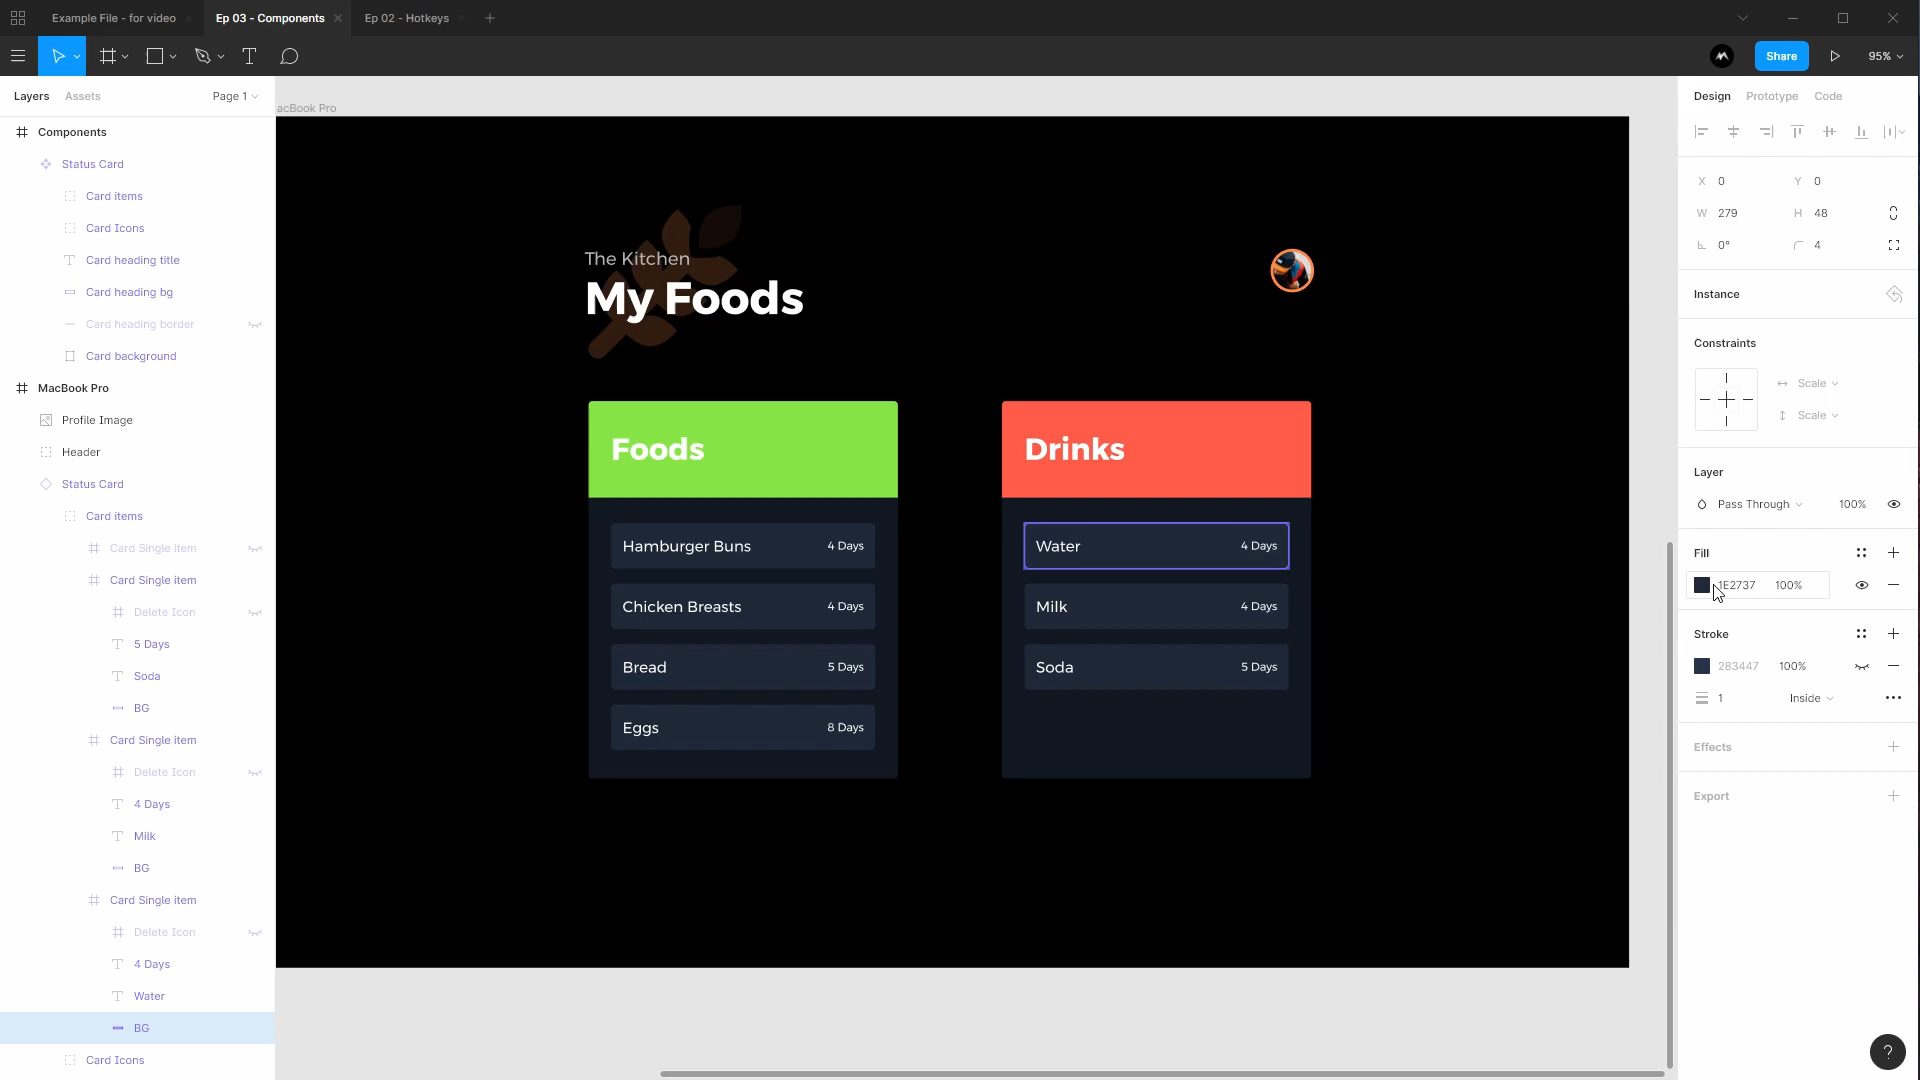 Example File - for video
Ep 03 - Components
Ep 02 - Hotkeys
Share
95%
Layers
Assets
Page 1
Components
Status Card
Card items
Card Icons
Card heading title
Card heading bg
Card heading border
Card background
MacBook Pro
Profile Image
Header
Status Card
Card items
Card Single item
Card Single item
Delete Icon
5 Days
Soda
BG
Card Single item
Delete Icon
4 Days
Milk
BG
Card Single item
Delete Icon
4 Days
Water
BG
Card Icons
acBook Pro
The Kitchen
My Foods
Foods
Hamburger Buns 4 Days
Chicken Breasts 4 Days
Bread 5 Days
Eggs 8 Days
Drinks
Water 4 Days
Milk 4 Days
Soda 5 Days
Design
Prototype
Code
X 0
Y 0
W 279
H 48
0°
4
Instance
Constraints
Scale
Scale
Layer
Pass Through
100%
Fill
1E2737
100%
Stroke
283447
100%
1
Inside
Effects
Export
?